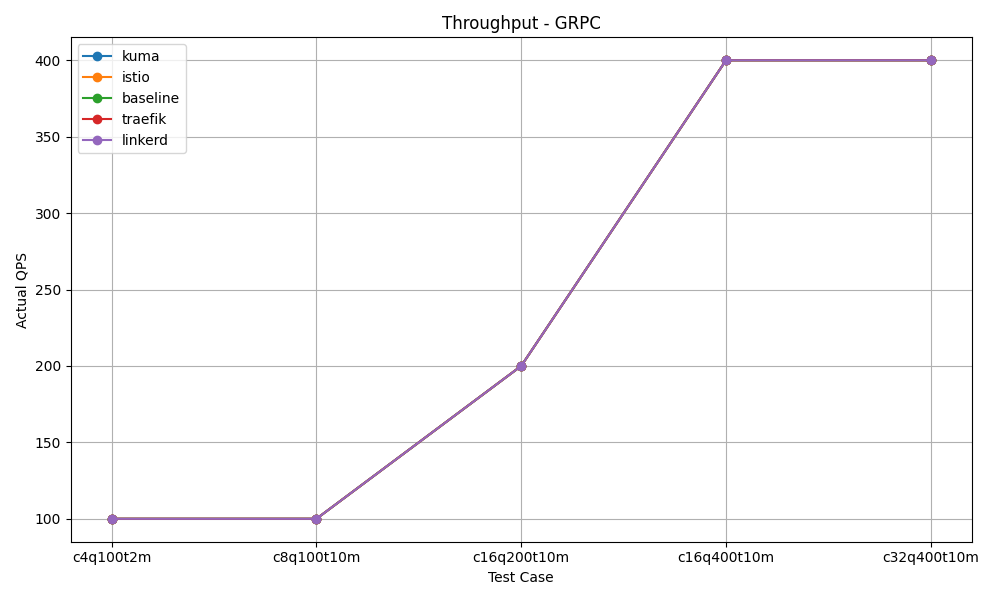 Throughput - GRPC
kuma
istio
baseline
traefik
linkerd
Actual QPS
400
350
300
250
200
150
100
c4q100t2m
c8q100t10m
c16q200t10m
c16q400t10m
c32q400t10m
Test Case